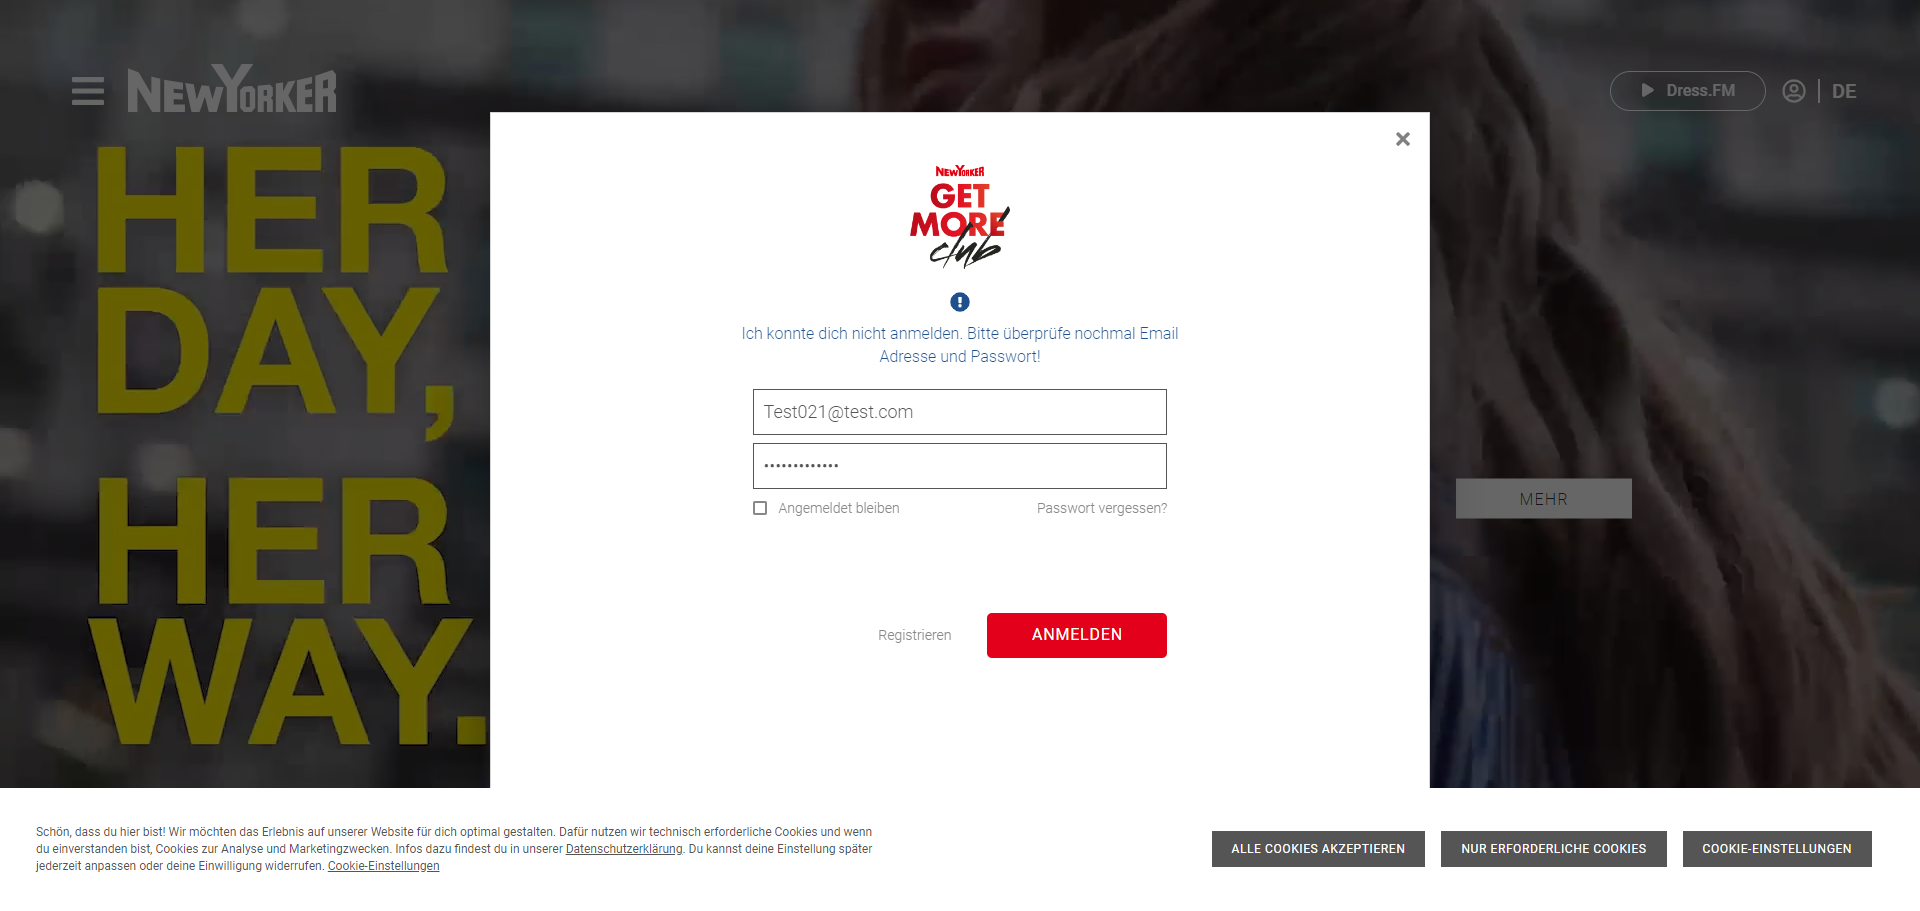 NEWYORKER
Dress.FM
DE
HER
DAY,
HER
WAY.
MEHR
NEWYORKER
GET
MORE
club
Ich konnte dich nicht anmelden. Bitte überprüfe nochmal Email
Adresse und Passwort!
Test021@test.com
•••••••••••••
Angemeldet bleiben
Passwort vergessen?
Registrieren
ANMELDEN
Schön, dass du hier bist! Wir möchten das Erlebnis auf unserer Website für dich optimal gestalten. Dafür nutzen wir technisch erforderliche Cookies und wenn
du einverstanden bist, Cookies zur Analyse und Marketingzwecken. Infos dazu findest du in unserer Datenschutzerklärung. Du kannst deine Einstellung später
jederzeit anpassen oder deine Einwilligung widerrufen. Cookie-Einstellungen
ALLE COOKIES AKZEPTIEREN
NUR ERFORDERLICHE COOKIES
COOKIE-EINSTELLUNGEN